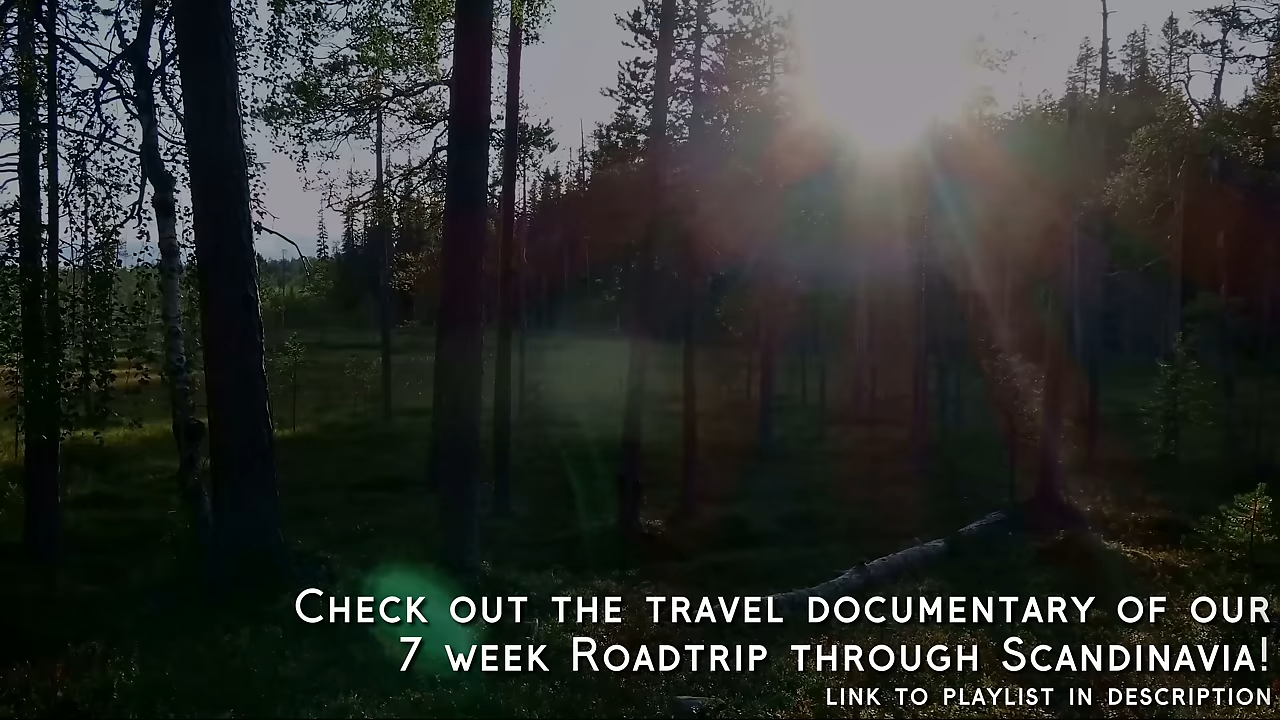 Check out the travel documentary of our
7 week Roadtrip through Scandinavia!
link to playlist in description